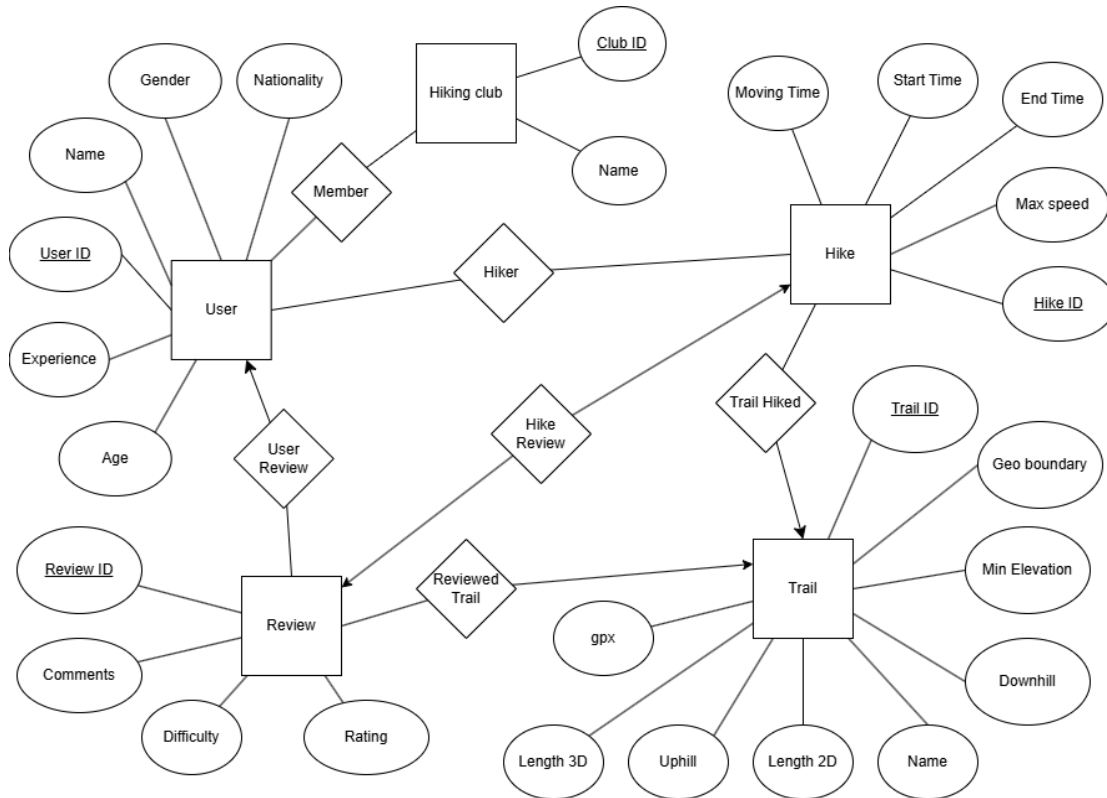 Club ID
Gender
Nationality
Hiking club
Moving Time
Start Time
End Time
Name
Name
Member
Max speed
User ID
Hiker
Hike
Hike ID
User
Experience
Trail Hiked
Trail ID
Hike
Review
Age
User
Review
Geo boundary
Review ID
Reviewed
Trail
Trail
Min Elevation
Review
gpx
Comments
Downhill
Difficulty
Rating
Length 3D
Uphill
Length 2D
Name